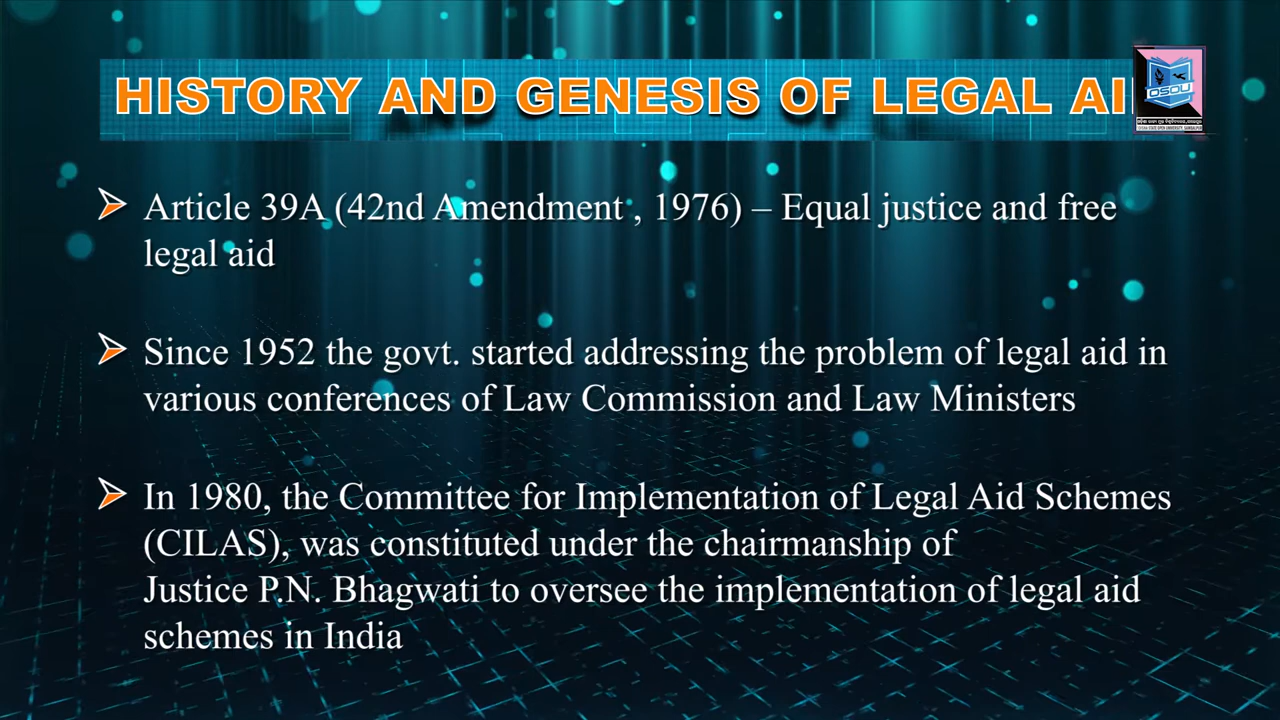 HISTORY AND GENESIS OF LEGAL AI
OSOU
Article 39A (42nd Amendment , 1976) – Equal justice and free
legal aid
Since 1952 the govt. started addressing the problem of legal aid in
various conferences of Law Commission and Law Ministers
In 1980, the Committee for Implementation of Legal Aid Schemes
(CILAS), was constituted under the chairmanship of
Justice P.N. Bhagwati to oversee the implementation of legal aid
schemes in India